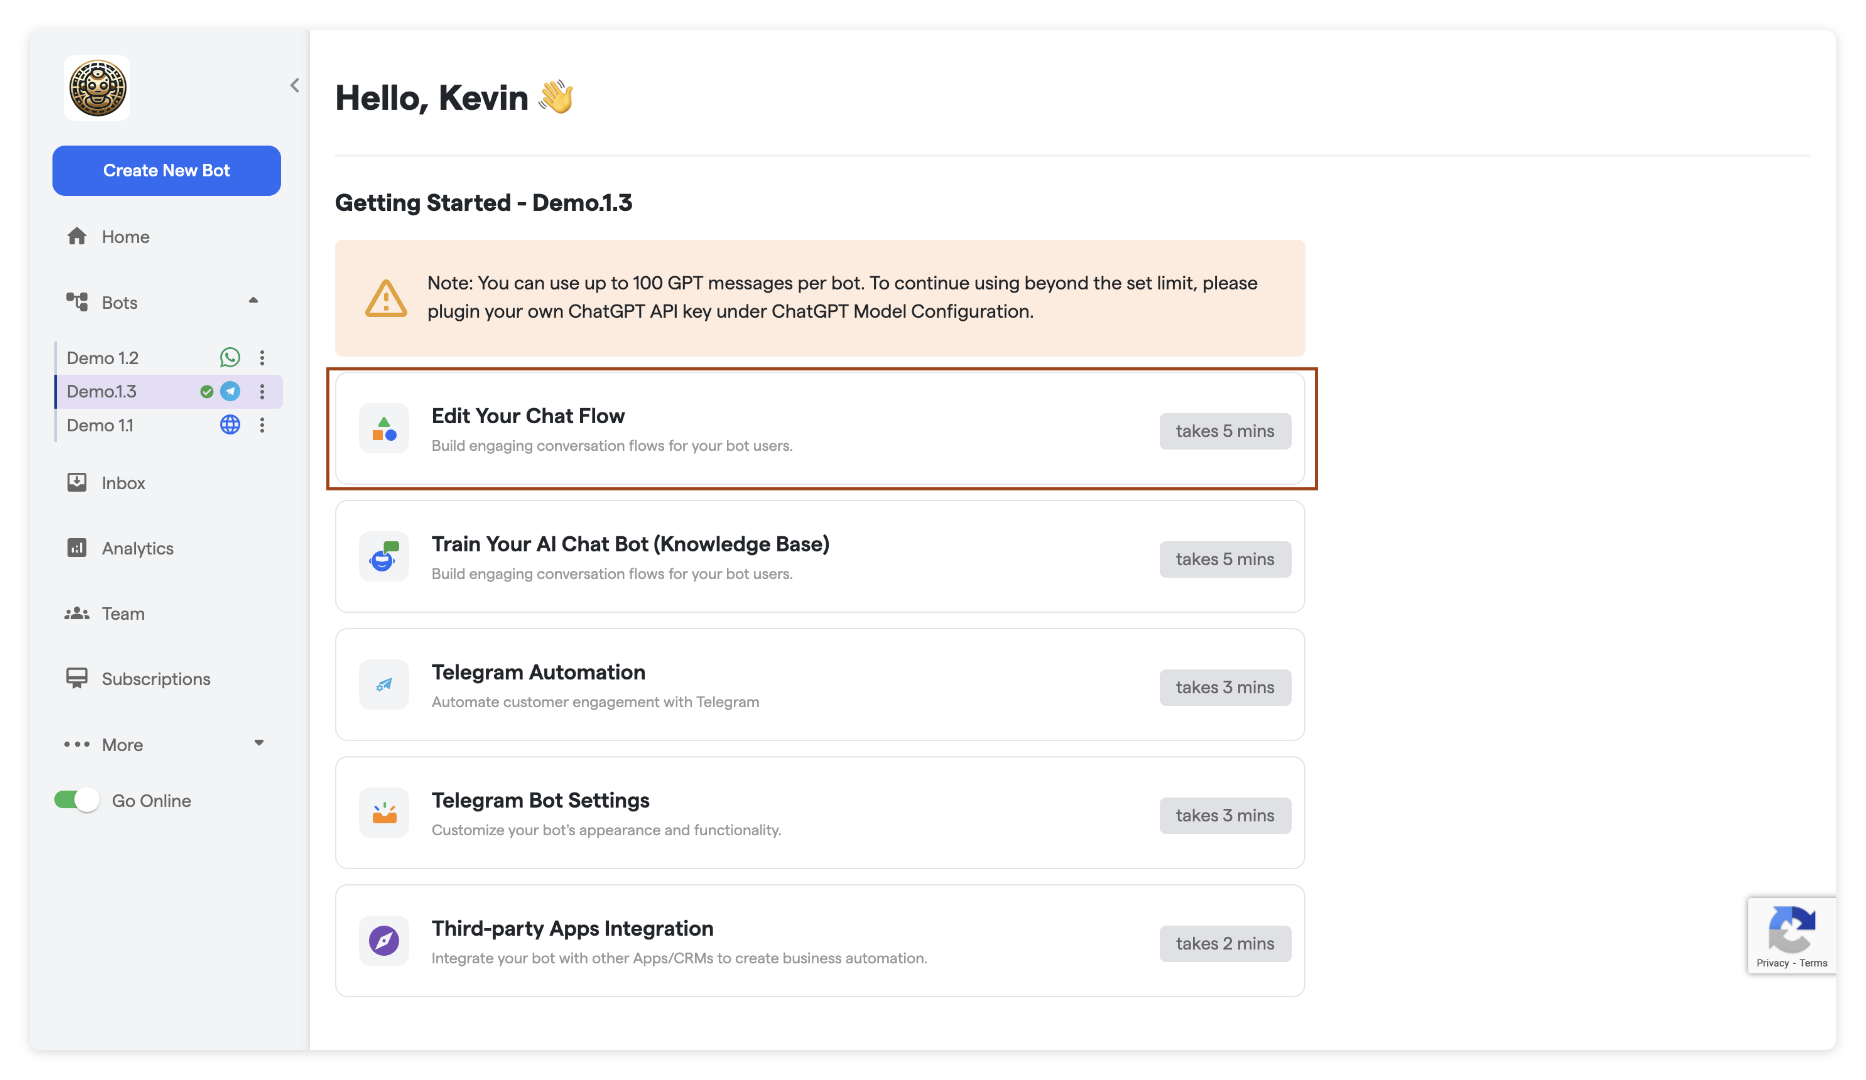 Create New Bot
Home
Bots
Demo 1.2
Demo.1.3
Demo 1.1
Inbox
Analytics
Team
Subscriptions
More
Go Online
Hello, Kevin 👋
Getting Started - Demo.1.3
Note: You can use up to 100 GPT messages per bot. To continue using beyond the set limit, please
plugin your own ChatGPT API key under ChatGPT Model Configuration.
Edit Your Chat Flow
Build engaging conversation flows for your bot users.
takes 5 mins
Train Your AI Chat Bot (Knowledge Base)
Build engaging conversation flows for your bot users.
takes 5 mins
Telegram Automation
Automate customer engagement with Telegram
takes 3 mins
Telegram Bot Settings
Customize your bot's appearance and functionality.
takes 3 mins
Third-party Apps Integration
Integrate your bot with other Apps/CRMs to create business automation.
takes 2 mins
Privacy - Terms